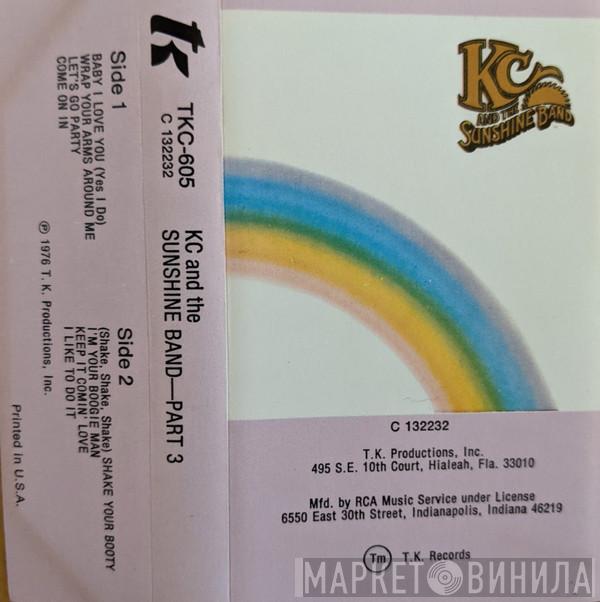 Side 1
BABY I LOVE YOU (Yes I Do)
WRAP YOUR ARMS AROUND ME
LET'S GO PARTY
COME ON IN
℗ 1976 T. K. Productions, Inc.
Side 2
(Shake, Shake, Shake) SHAKE YOUR BOOTY
I'M YOUR BOOGIE MAN
KEEP IT COMIN' LOVE
I LIKE TO DO IT
Printed in U.S.A.
tk
TKC-605
C 132232
KC and the
SUNSHINE BAND—PART 3
KC
AND THE
SUNSHINE BAND
C 132232
T.K. Productions, Inc.
495 S.E. 10th Court, Hialeah, Fla. 33010
Mfd. by RCA Music Service under License
6550 East 30th Street, Indianapolis, Indiana 46219
Tm T.K. Records
МАРКЕТ ВИНИЛА